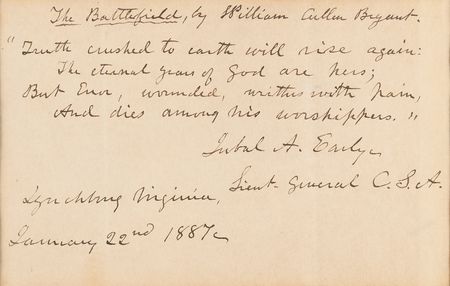 The Battlefield, by William Cullen Bryant.
"Truth crushed to earth will rise again:
The eternal years of God are hers;
But Error, wounded, writhes with pain,
And dies among his worshippers."
Jubal A. Early
Lieut. General C.S.A.
Lynchburg Virginia,
January 22nd 1887